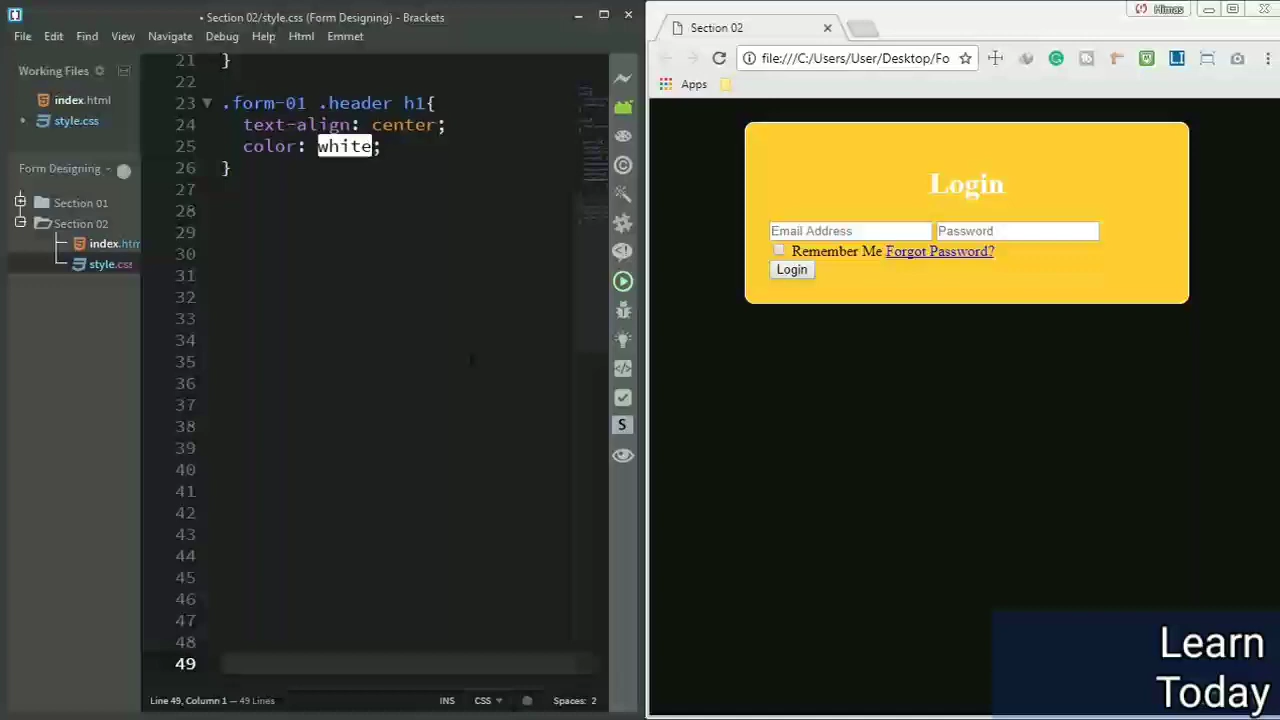 • Section 02/style.css (Form Designing) - Brackets
File Edit Find View Navigate Debug Help Html Emmet
Working Files
index.html
• style.css
Form Designing
Section 01
Section 02
index.htm
style.css
21 }
22
23 .form-01 .header h1{
24 text-align: center;
25 color: white;
26 }
27
28
29
30
31
32
33
34
35
36
37
38
39
40
41
42
43
44
45
46
47
48
49
S
Line 49, Column 1 — 49 Lines
INS CSS Spaces: 2
Himas
Section 02
file:///C:/Users/User/Desktop/Fo
Apps
Login
Email Address Password
Remember Me Forgot Password?
Login
Learn
Today